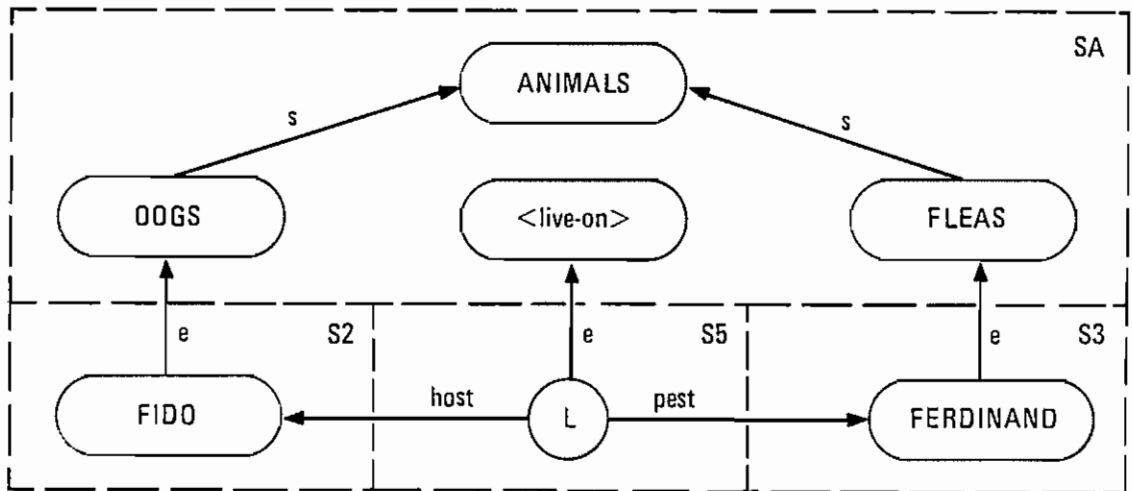 SA
ANIMALS
s
s
OOGS
<live-on>
FLEAS
e
S2
e
S5
e
S3
FIDO
host
L
pest
FERDINAND